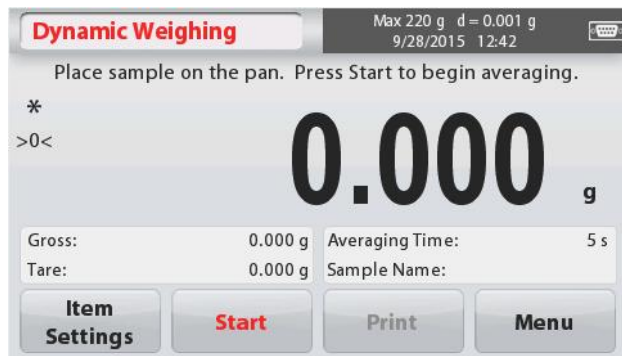 Dynamic Weighing
Max 220 g d = 0.001 g
9/28/2015 12:42
Place sample on the pan. Press Start to begin averaging.
*
>0<
0.000 g
Gross: 0.000 g
Tare: 0.000 g
Averaging Time: 5 s
Sample Name:
Item
Settings
Start
Print
Menu